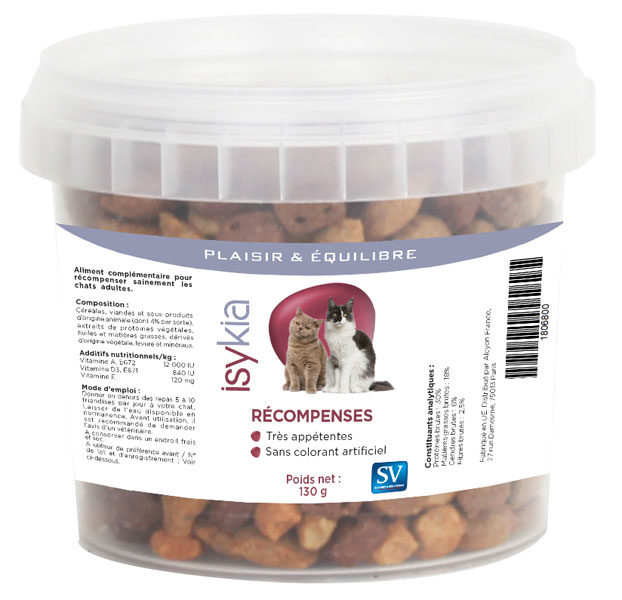 PLAISIR & ÉQUILIBRE
Aliment complémentaire pour
récompenser sainement les
chats adultes.
Composition :
Céréales, viandes et sous-produits
d'origine animale (dont 4% par sorte),
extraits de protéines végétales,
huiles et matières grasses, dérivés
d'origine végétale, levure et minéraux.
Additifs nutritionnels/kg :
Vitamine A, E672 12 000 IU
Vitamine D3, E671 840 IU
Vitamine E 120 mg
Mode d'emploi :
Donner en dehors des repas 5 à 10
friandises par jour à votre chat.
Laisser de l'eau disponible en
permanence. Avant utilisation, il
est recommandé de demander
l'avis d'un vétérinaire.
A conserver dans un endroit frais
et sec.
A utiliser de préférence avant / N°
de lot et d'enregistrement : Voir
ci-dessous.
isykia
RÉCOMPENSES
Très appétentes
Sans colorant artificiel
Poids net :
130 g
SV
Constituants analytiques :
Protéines brutes : 30%
Matières grasses brutes : 18%
Cendres brutes : 6%
Fibres brutes : 2.5%
Fabriqué en UE. Distribué par Alcyon France,
27 rue Damesme, 75013 Paris
1806800